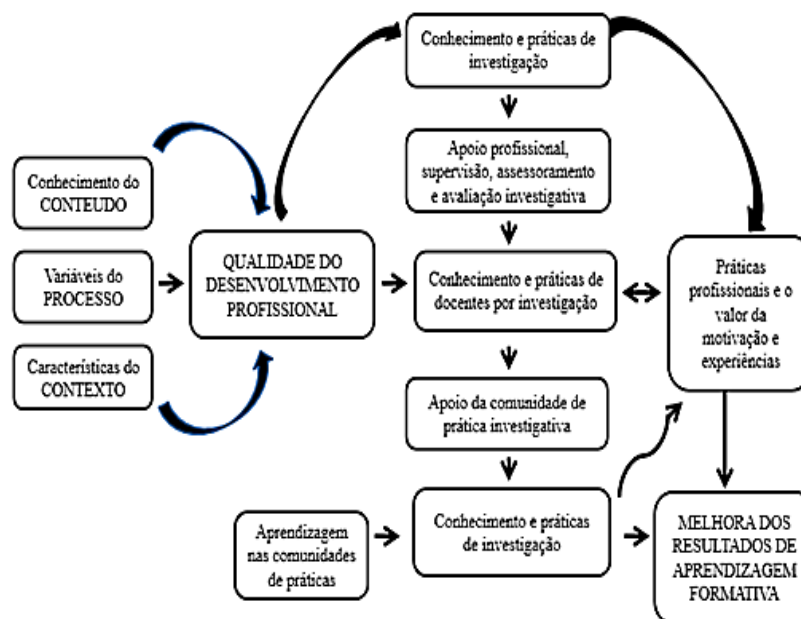 Conhecimento e práticas de
investigação
Apoio profissional,
supervisão, assessoramento
e avaliação investigativa
Conhecimento do
CONTEUDO
Variáveis do
PROCESSO
Características do
CONTEXTO
QUALIDADE DO
DESENVOLVIMENTO
PROFISSIONAL
Conhecimento e práticas de
docentes por investigação
Práticas
profissionais e o
valor da
motivação e
experiências
Apoio da comunidade de
prática investigativa
Aprendizagem
nas comunidades
de práticas
Conhecimento e práticas
de investigação
MELHORA DOS
RESULTADOS DE
APRENDIZAGEM
FORMATIVA